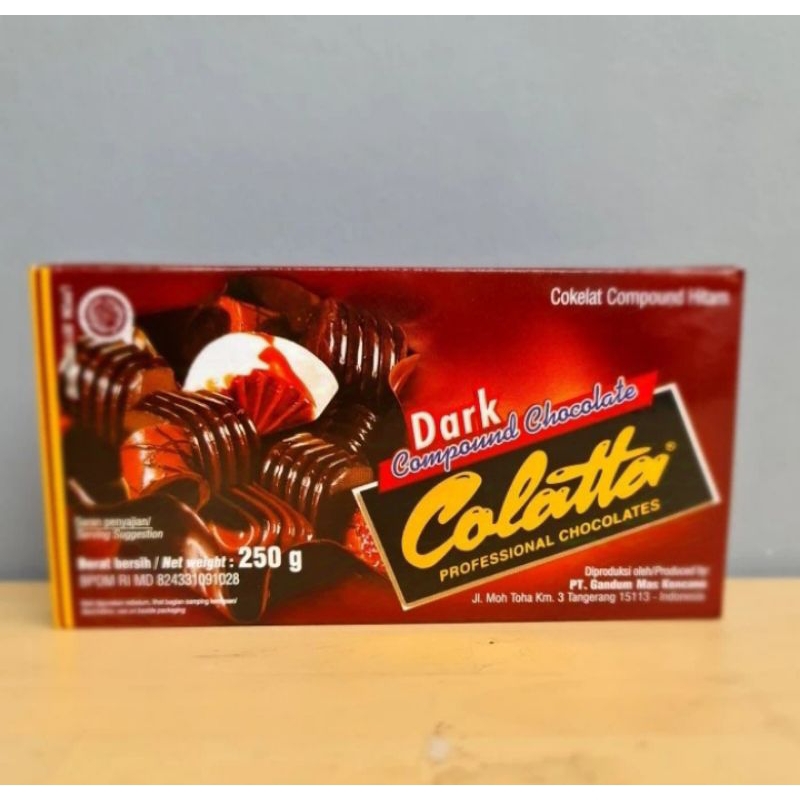 Cokelat Compound Hitam
Dark
Compound Chocolate
Colatta®
PROFESSIONAL CHOCOLATES
Saran penyajian/
Serving Suggestion
Berat bersih / Net weight : 250 g
BPOM RI MD 824331091028
Diproduksi oleh/Produced by:
PT. Gandum Mas Kencana
Jl. Moh Toha Km. 3 Tangerang 15113 - Indonesia